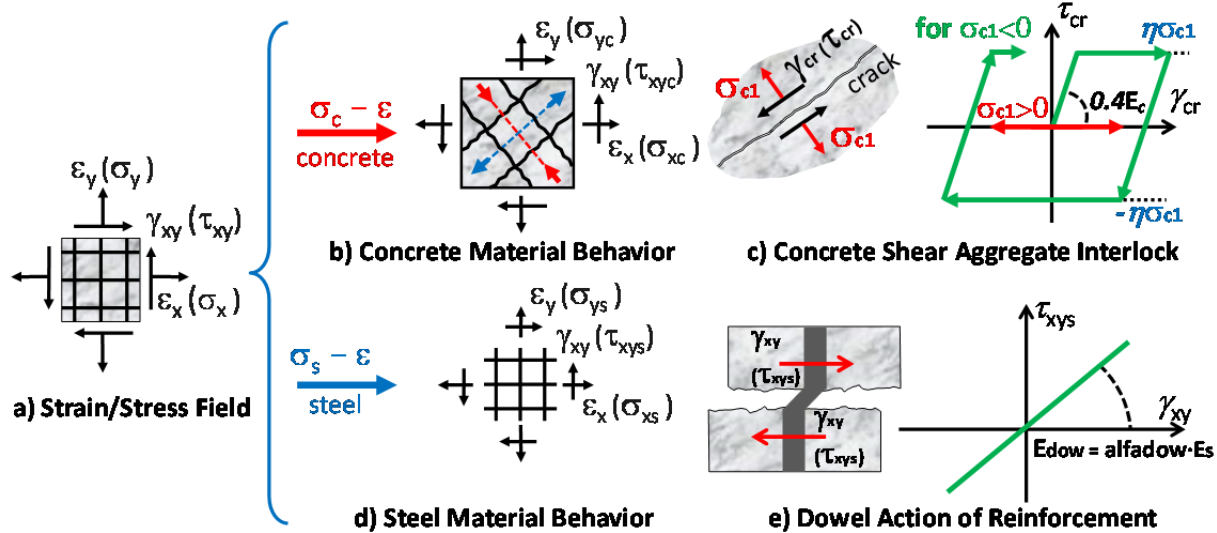 εy(σy)
γxy(τxy)
εx(σx)
a) Strain/Stress Field
σc – ε
concrete
εy(σyc)
γxy(τxyc)
εx(σxc)
b) Concrete Material Behavior
γcr(τcr)
σc1
crack
σc1
for σc1<0
τcr
ησc1
σc1>0
0.4Ec
γcr
-ησc1
c) Concrete Shear Aggregate Interlock
σs – ε
steel
εy(σys)
γxy(τxys)
εx(σxs)
d) Steel Material Behavior
γxy
(τxys)
γxy
(τxys)
τxys
γxy
Edow = alfadow·Es
e) Dowel Action of Reinforcement